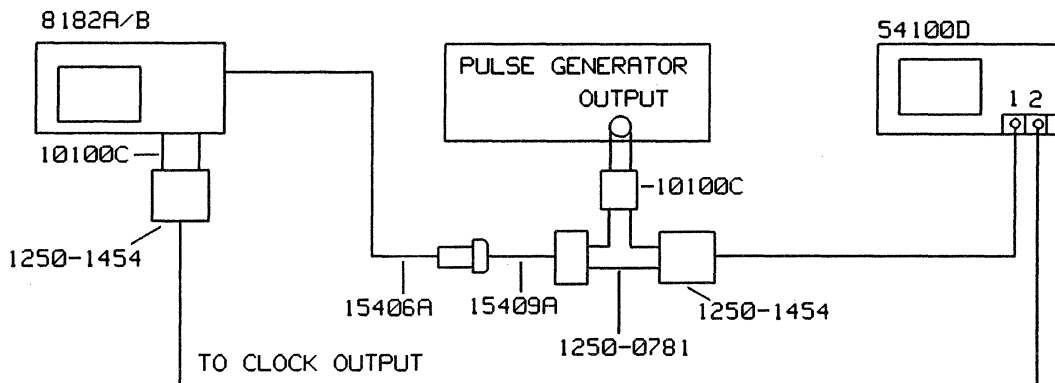 8182A/B
54100D
PULSE GENERATOR
OUTPUT
1 2
10100C
10100C
1250-1454
15406A
15409A
1250-1454
1250-0781
TO CLOCK OUTPUT